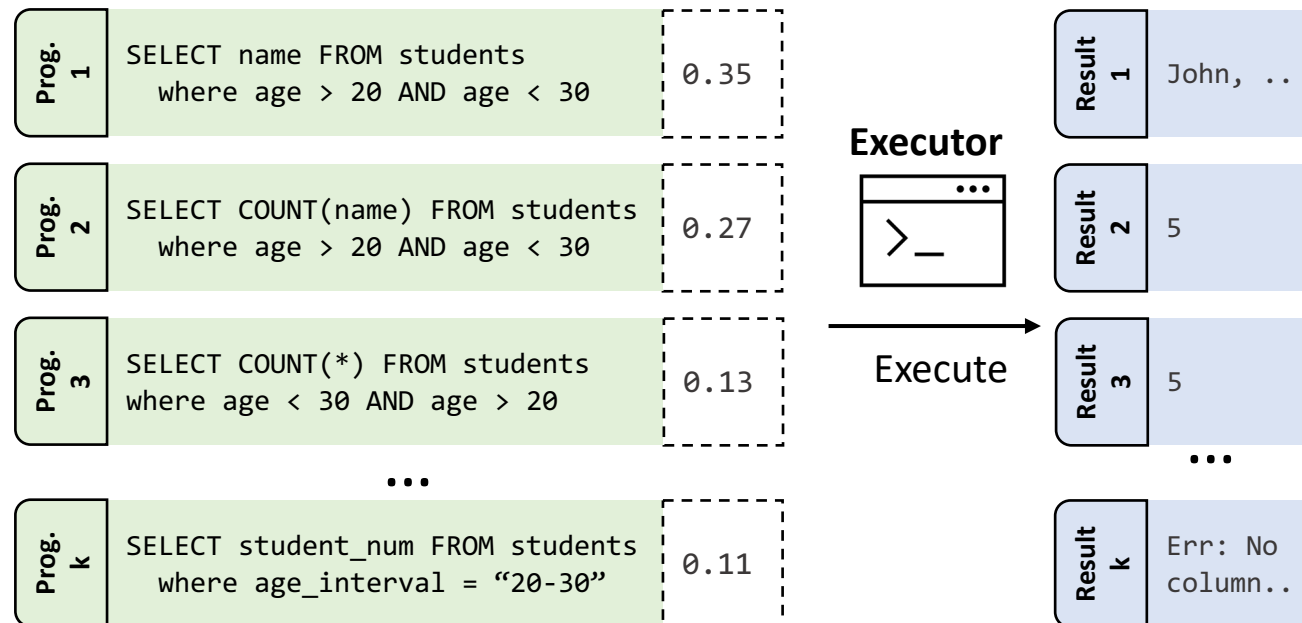 Prog. 1
SELECT name FROM students
where age > 20 AND age < 30
0.35
Prog. 2
SELECT COUNT(name) FROM students
where age > 20 AND age < 30
0.27
Prog. 3
SELECT COUNT(*) FROM students
where age < 30 AND age > 20
0.13
...
Prog. k
SELECT student_num FROM students
where age_interval = “20-30”
0.11
Executor
>_
Execute
Result 1
John, ..
Result 2
5
Result 3
5
...
Result k
Err: No
column..